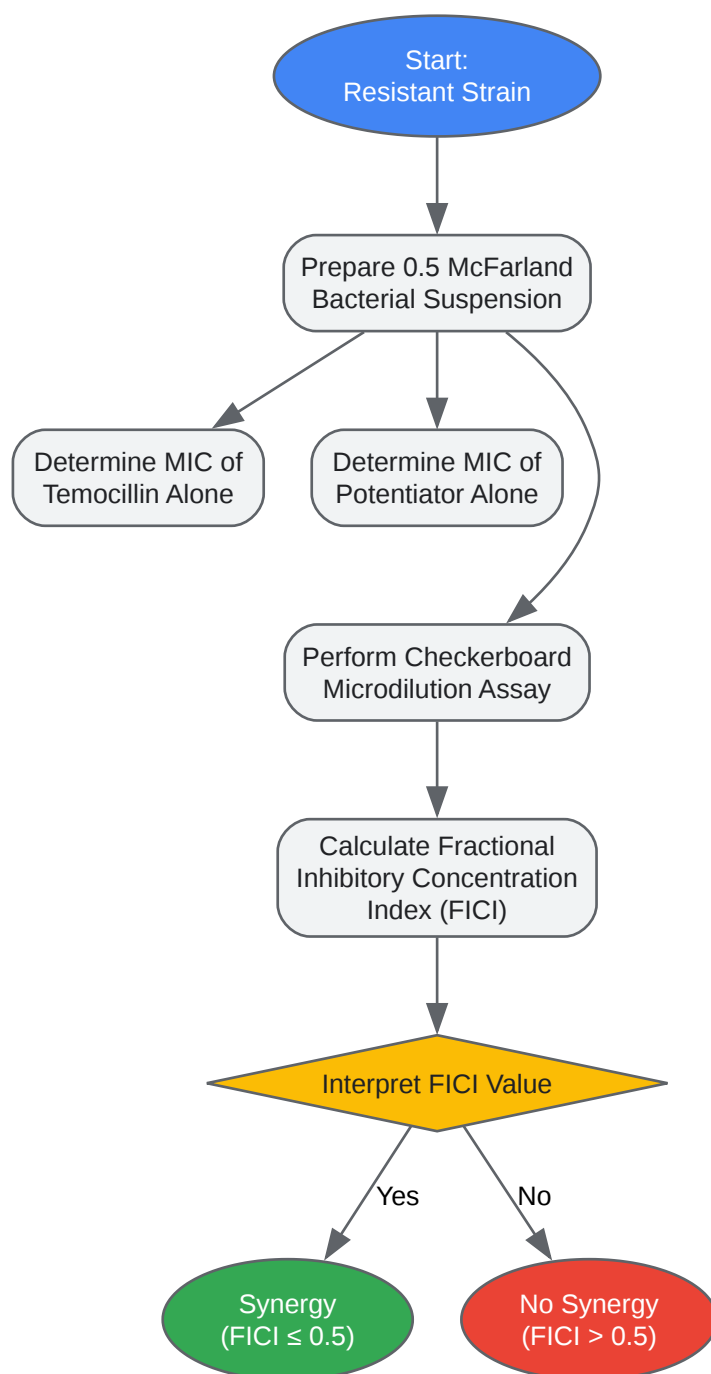 Start:
Resistant Strain
Prepare 0.5 McFarland
Bacterial Suspension
Determine MIC of
Temocillin Alone
Determine MIC of
Potentiator Alone
Perform Checkerboard
Microdilution Assay
Calculate Fractional
Inhibitory Concentration
Index (FICI)
Interpret FICI Value
Yes
No
Synergy
(FICI ≤ 0.5)
No Synergy
(FICI > 0.5)